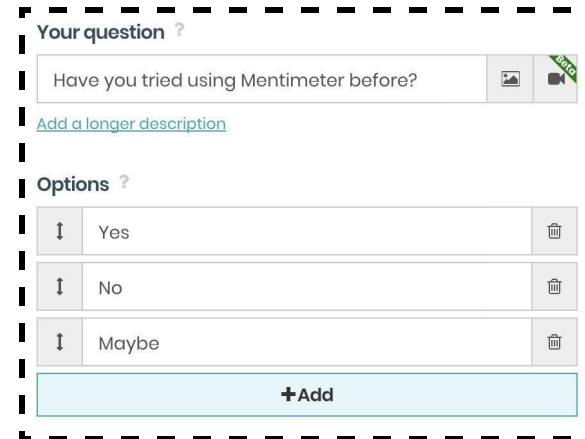 Your question ?
Have you tried using Mentimeter before?
Beta
Add a longer description
Options ?
Yes
No
Maybe
+Add